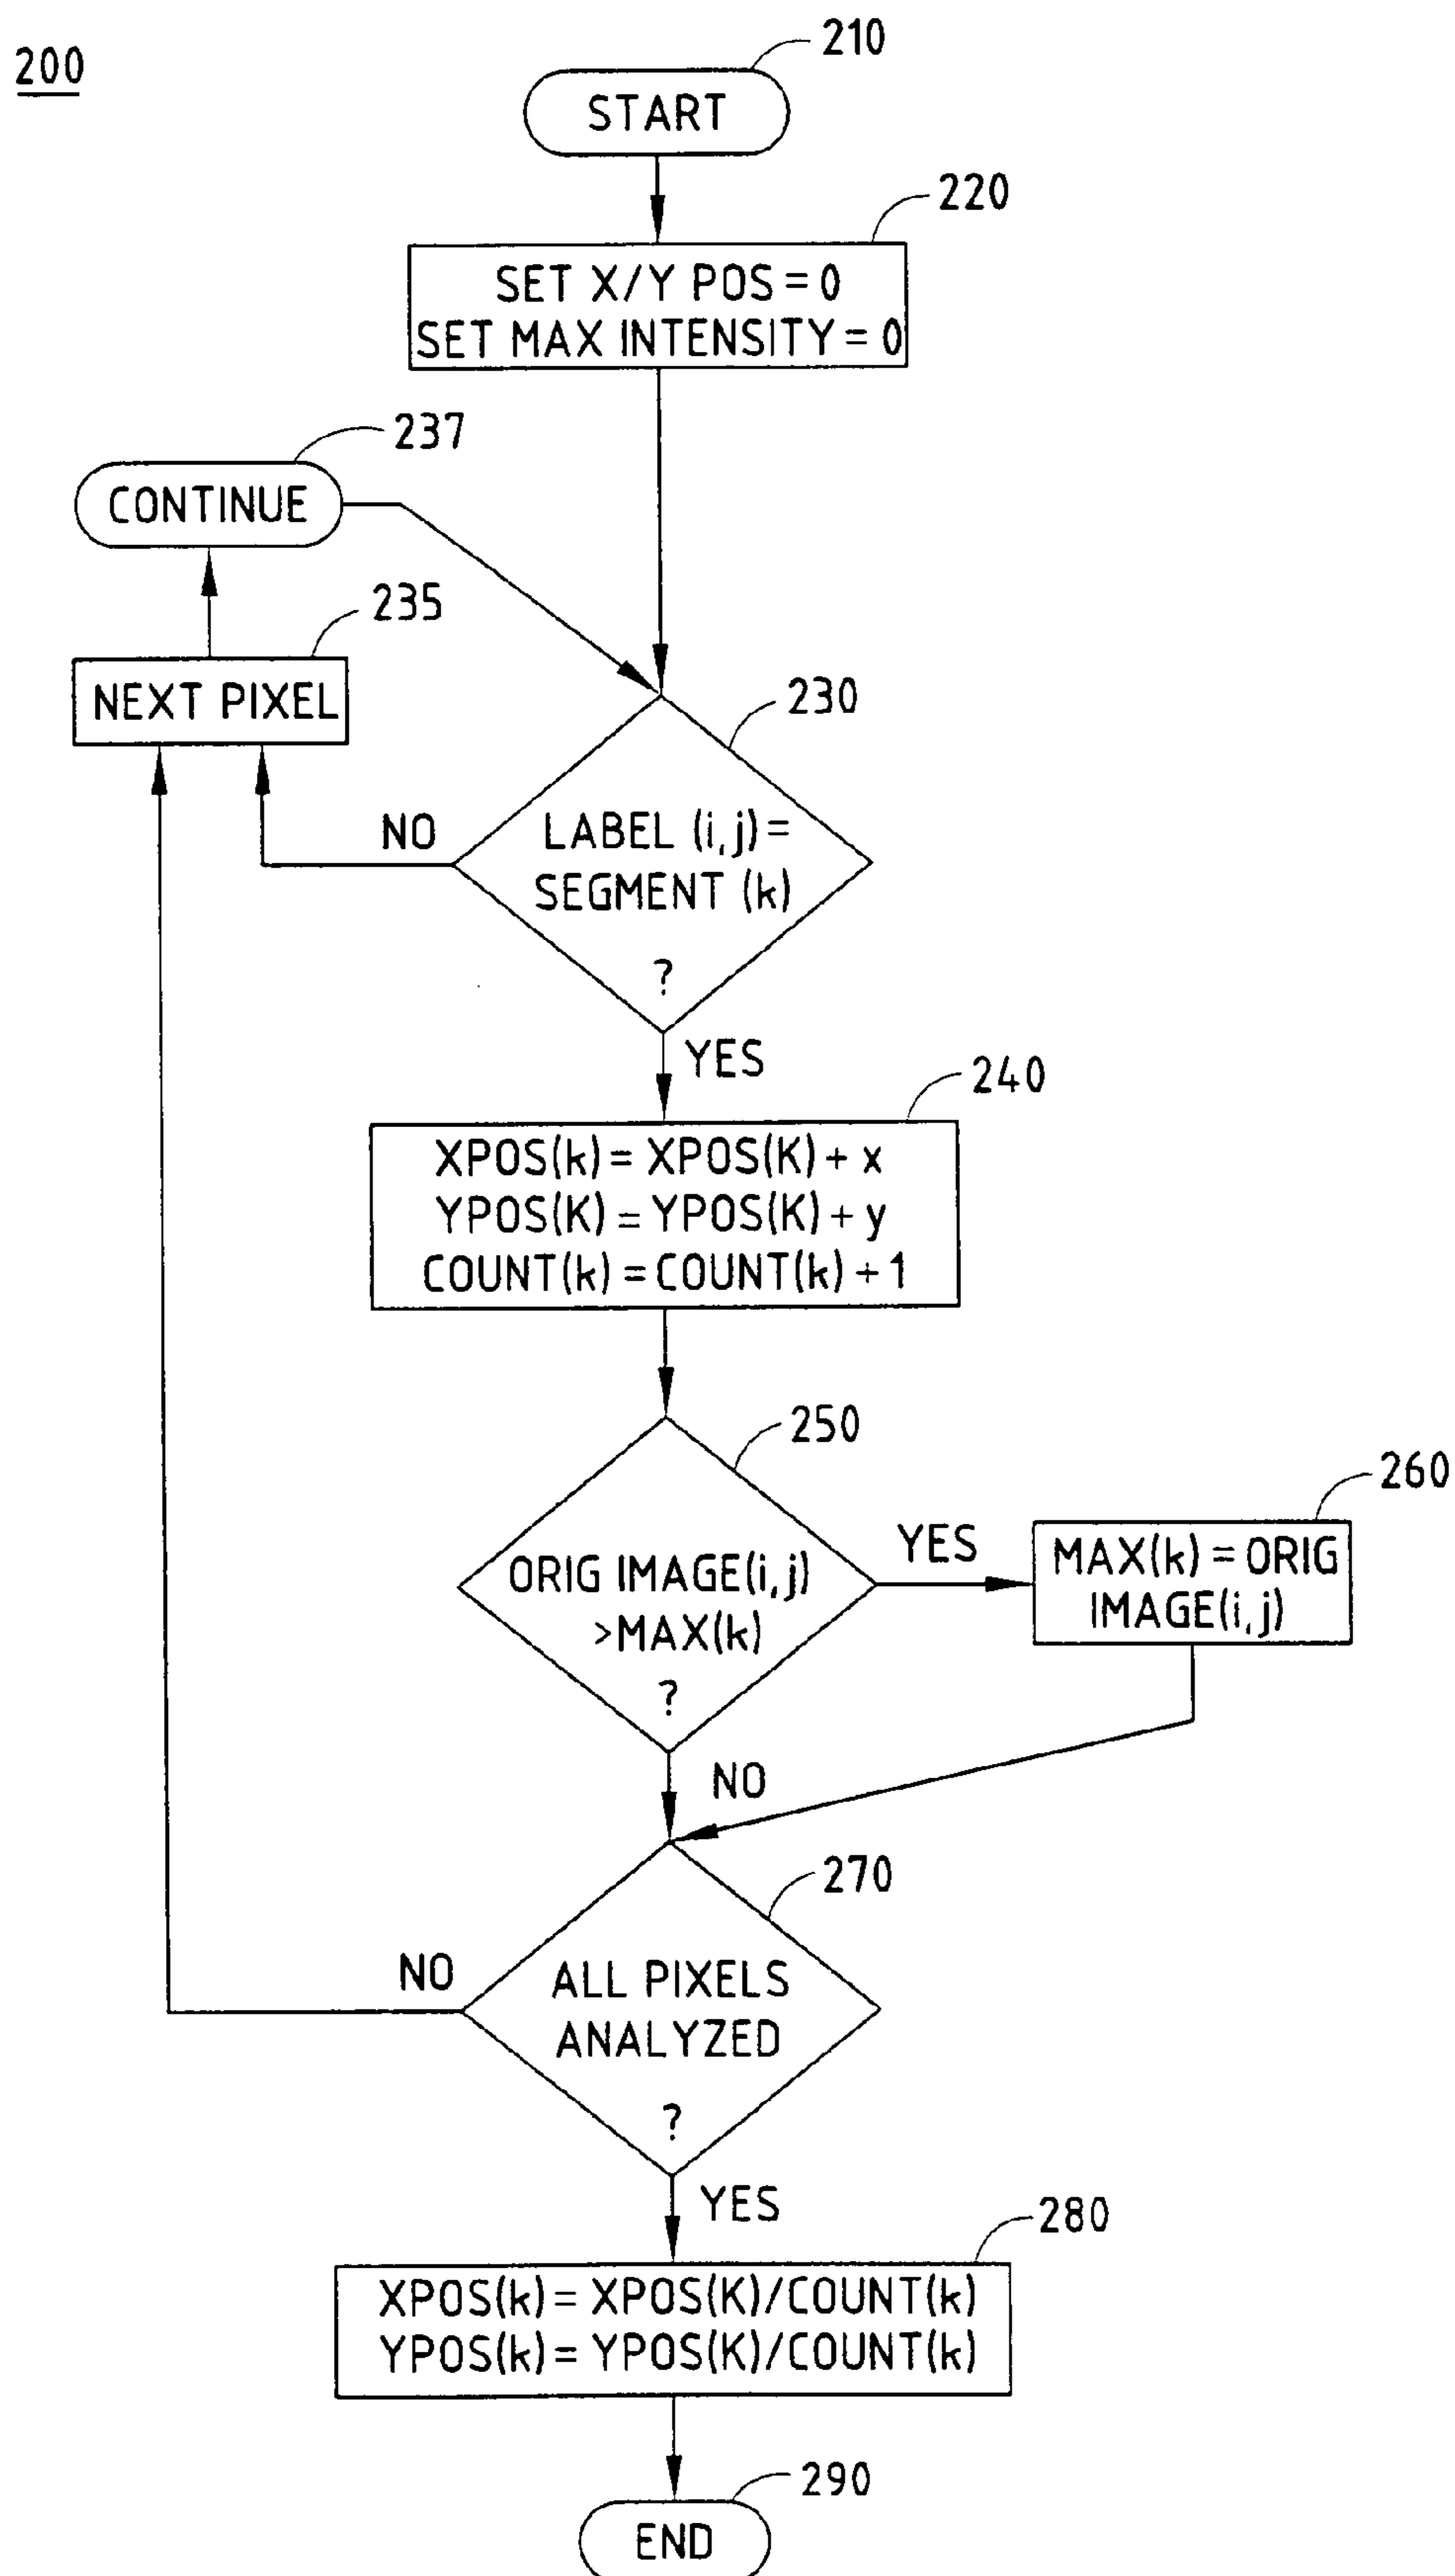 200
210
START
220
SET X/Y POS = 0
SET MAX INTENSITY = 0
237
CONTINUE
235
NEXT PIXEL
230
NO
LABEL (i,j) =
SEGMENT (k)
?
YES
240
XPOS(k) = XPOS(K) + x
YPOS(K) = YPOS(K) + y
COUNT(k) = COUNT(k) + 1
250
ORIG IMAGE(i,j)
>MAX(k)
?
YES
260
MAX(k) = ORIG
IMAGE(i,j)
NO
270
NO
ALL PIXELS
ANALYZED
?
YES
280
XPOS(k) = XPOS(K)/COUNT(k)
YPOS(k) = YPOS(K)/COUNT(k)
290
END